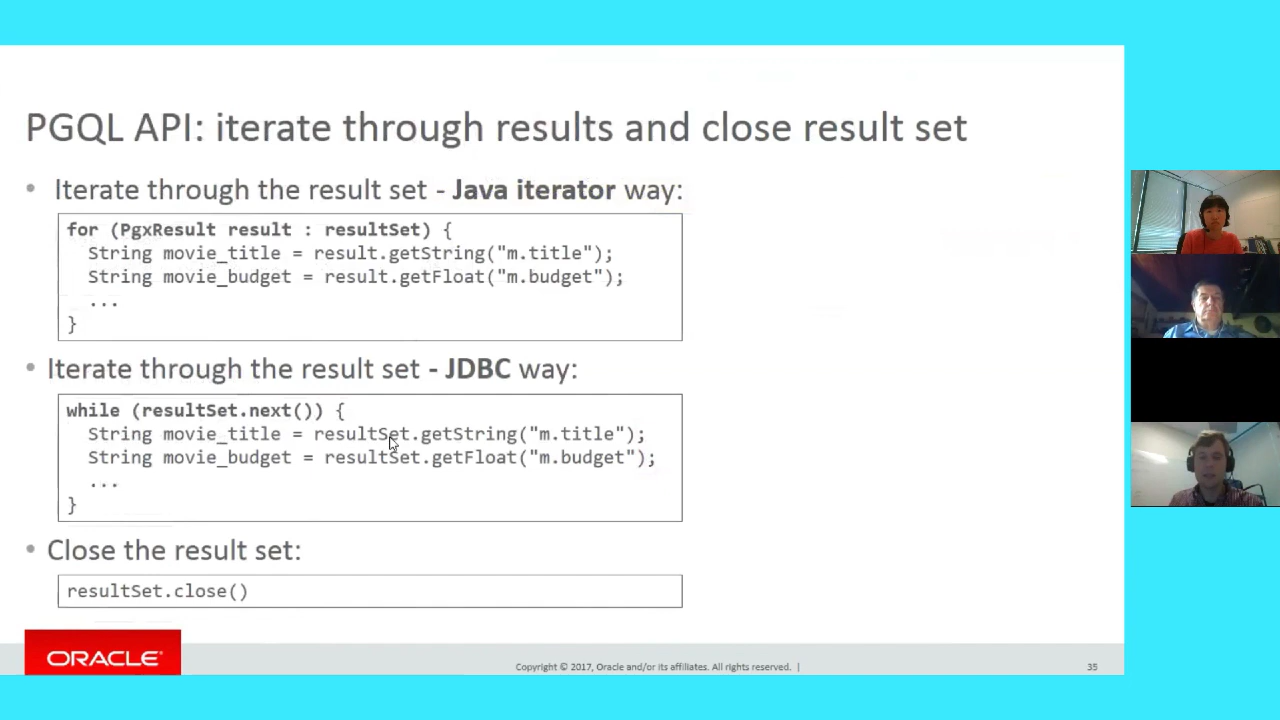 PGQL API: iterate through results and close result set
• Iterate through the result set - Java iterator way:
for (PgxResult result : resultSet) {
String movie_title = result.getString("m.title");
String movie_budget = result.getFloat("m.budget");
...
}
• Iterate through the result set - JDBC way:
while (resultSet.next()) {
String movie_title = resultSet.getString("m.title");
String movie_budget = resultSet.getFloat("m.budget");
...
}
• Close the result set:
resultSet.close()
ORACLE®
Copyright © 2017, Oracle and/or its affiliates. All rights reserved. |
35